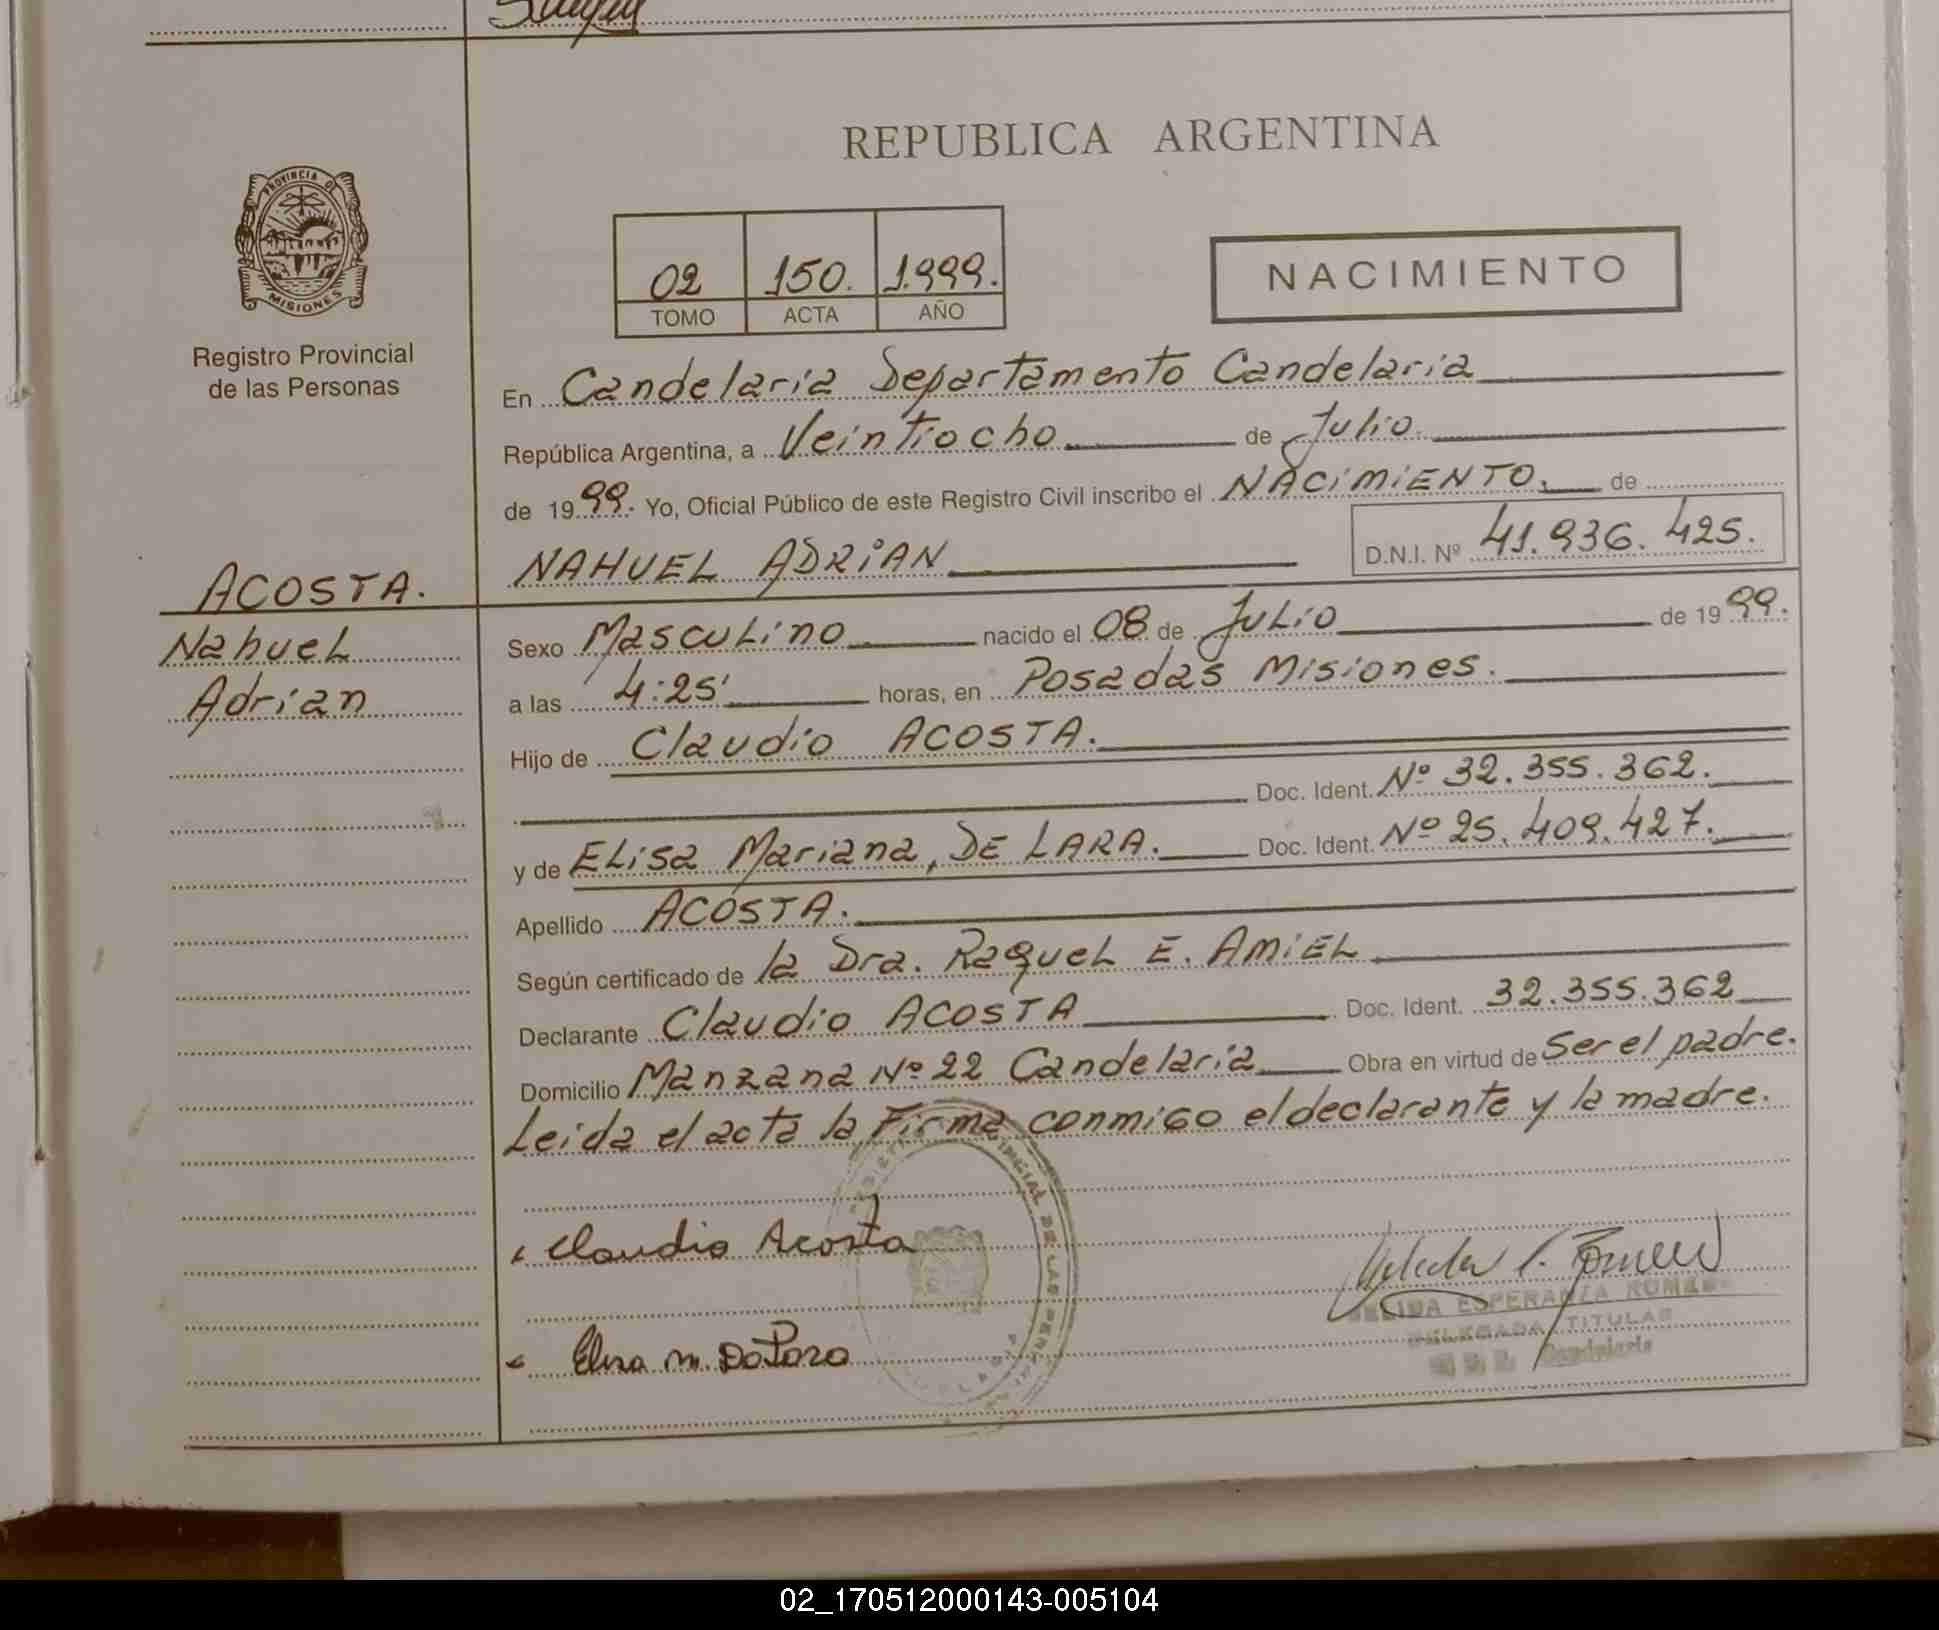 REPUBLICA ARGENTINA
PROVINCIA DE
MISIONES
Registro Provincial
de las Personas
02 150. 1.999.
TOMO ACTA AÑO
NACIMIENTO
En Candelaria Departamento Candelaria
República Argentina, a Veintiocho de Julio
de 1999. Yo, Oficial Público de este Registro Civil inscribo el NACIMIENTO. de
NAHUEL ADRIAN D.N.I. Nº 41.936.425.
ACOSTA.
Nahuel
Adrian
Sexo Masculino nacido el 08 de Julio de 1999.
a las 4:25' horas, en Posadas Misiones.
Hijo de Claudio ACOSTA.
Doc. Ident. Nº 32.355.362.
y de Elisa Mariana, DE LARA. Doc. Ident. Nº 25.409.427.
Apellido ACOSTA.
Según certificado de la Dra. Raquel E. Amiel
Declarante Claudio ACOSTA Doc. Ident. 32.355.362
Domicilio Manzana Nº 22 Candelaria Obra en virtud de Ser el padre.
Leida el acta la Firma conmigo el declarante y la madre.
Claudio Acosta
Elisa M.
ESPERANZA ROMERO
DELEGADA TITULAR
Candelaria
02_170512000143-005104